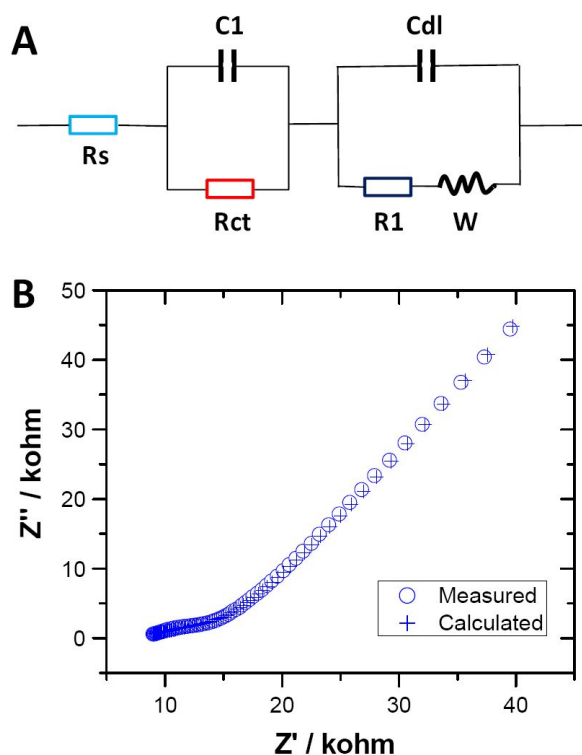 A
C1
Cdl
Rs
Rct
R1
W
B
50
40
30
20
10
0
Z'' / kohm
Measured
Calculated
10
20
30
40
Z' / kohm